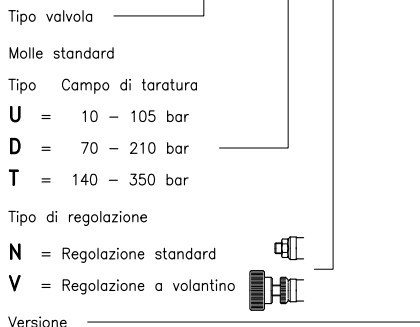 Tipo valvola
Molle standard
Tipo Campo di taratura
U = 10 – 105 bar
D = 70 – 210 bar
T = 140 – 350 bar
Tipo di regolazione
N = Regolazione standard
V = Regolazione a volantino
Versione